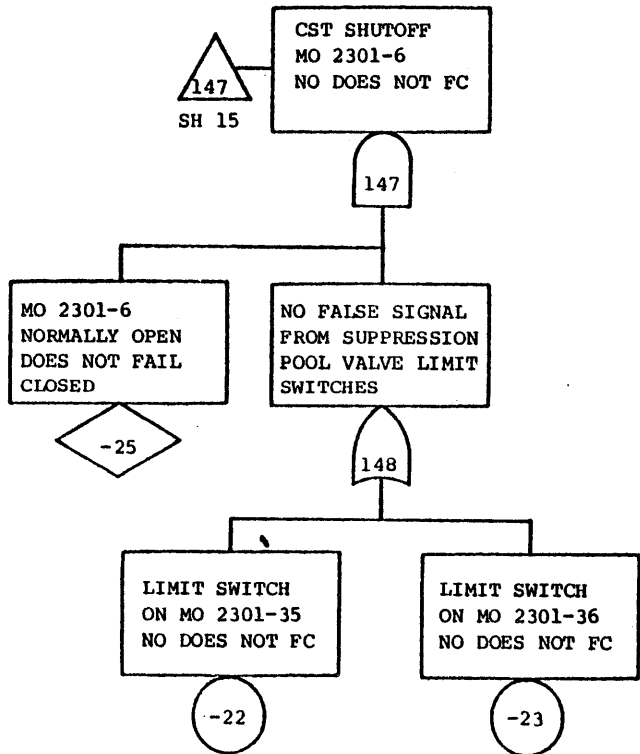 CST SHUTOFF
MO 2301-6
NO DOES NOT FC
147
SH 15
147
MO 2301-6
NORMALLY OPEN
DOES NOT FAIL
CLOSED
-25
NO FALSE SIGNAL
FROM SUPPRESSION
POOL VALVE LIMIT
SWITCHES
148
LIMIT SWITCH
ON MO 2301-35
NO DOES NOT FC
-22
LIMIT SWITCH
ON MO 2301-36
NO DOES NOT FC
-23